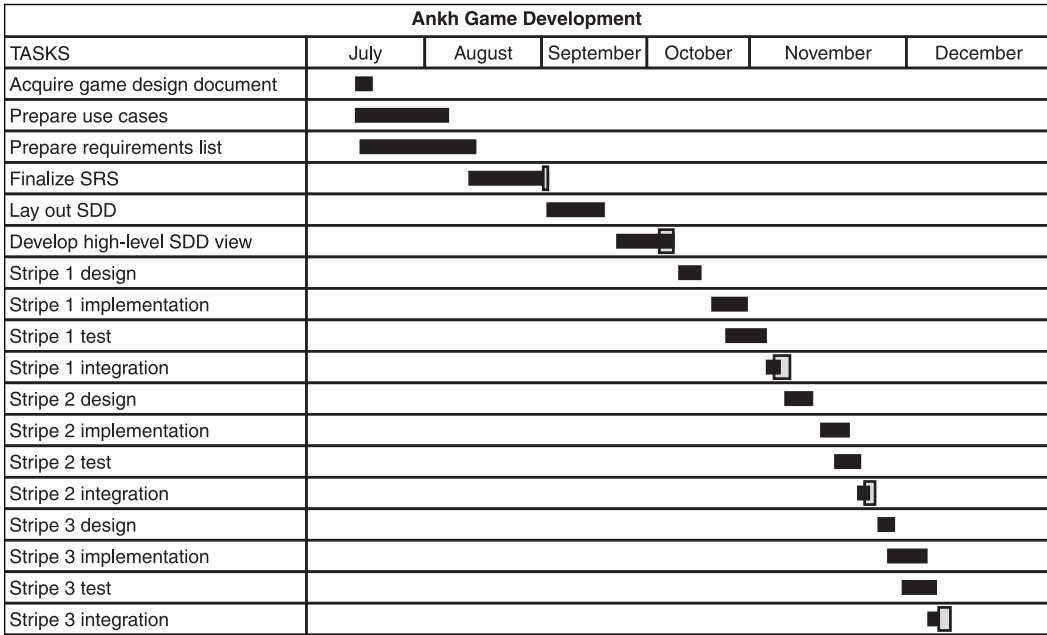 Ankh Game Development
TASKS July August September October November December
Acquire game design document
Prepare use cases
Prepare requirements list
Finalize SRS
Lay out SDD
Develop high-level SDD view
Stripe 1 design
Stripe 1 implementation
Stripe 1 test
Stripe 1 integration
Stripe 2 design
Stripe 2 implementation
Stripe 2 test
Stripe 2 integration
Stripe 3 design
Stripe 3 implementation
Stripe 3 test
Stripe 3 integration